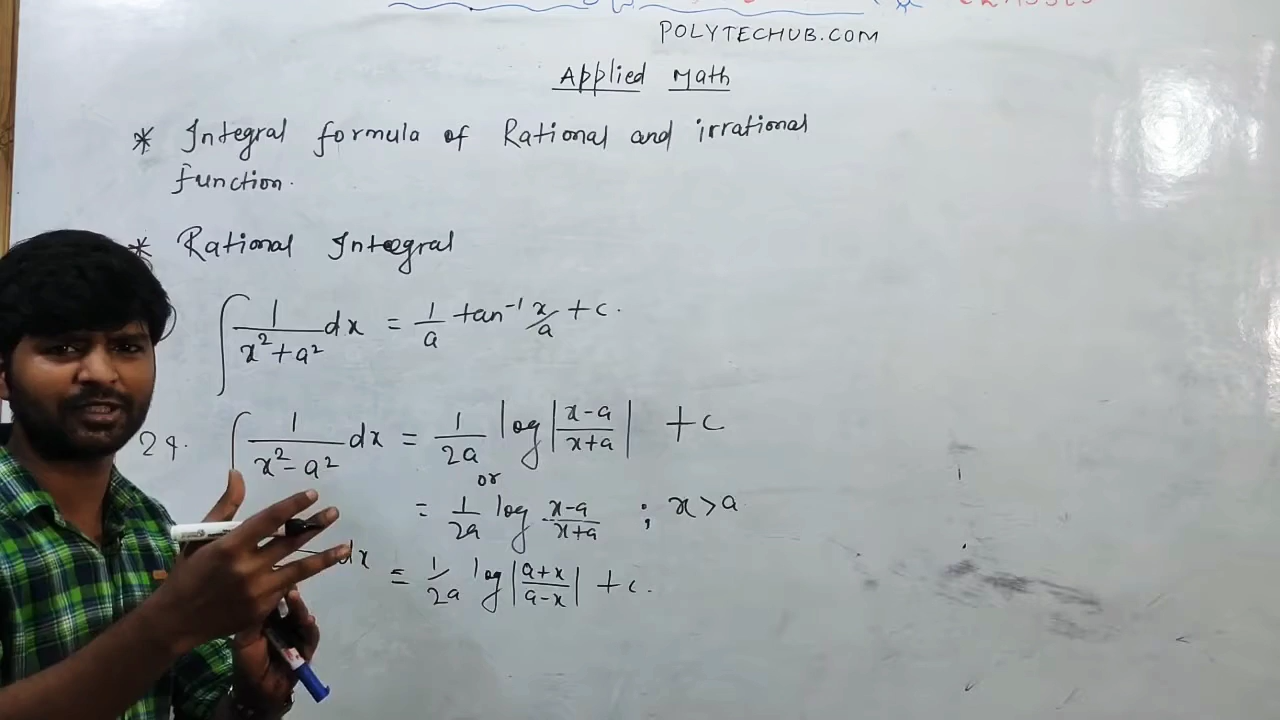 POLYTECHUB.COM
Applied Math
* Integral formula of Rational and irrational
function.
* Rational Integral
∫ 1/(x²+a²) dx = 1/a tan⁻¹ x/a + c.
2. ∫ 1/(x²-a²) dx = 1/2a log |x-a/x+a| + c
or
= 1/2a log x-a/x+a ; x>a
dx = 1/2a log |a+x/a-x| + c.